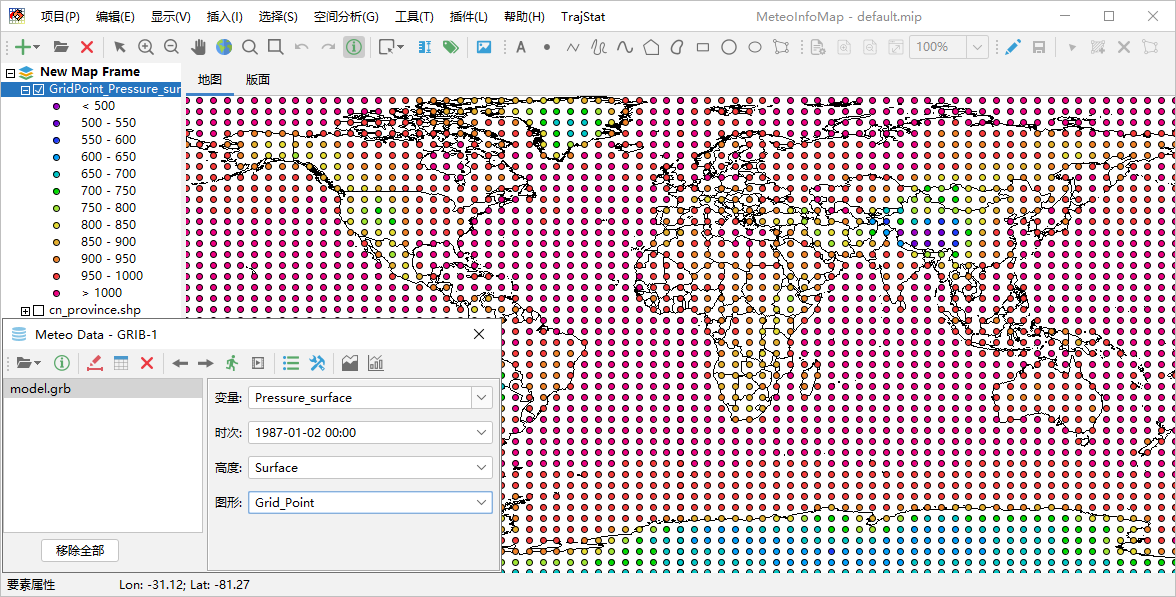 MeteoInfoMap - default.mip
项目(P) 编辑(E) 显示(V) 插入(I) 选择(S) 空间分析(G) 工具(T) 插件(L) 帮助(H) TrajStat
100%
New Map Frame
GridPoint_Pressure_sur
< 500
500 - 550
550 - 600
600 - 650
650 - 700
700 - 750
750 - 800
800 - 850
850 - 900
900 - 950
950 - 1000
> 1000
cn_province.shp
地图 版面
Meteo Data - GRIB-1
model.grb
变量: Pressure_surface
时次: 1987-01-02 00:00
高度: Surface
图形: Grid_Point
移除全部
要素属性 Lon: -31.12; Lat: -81.27